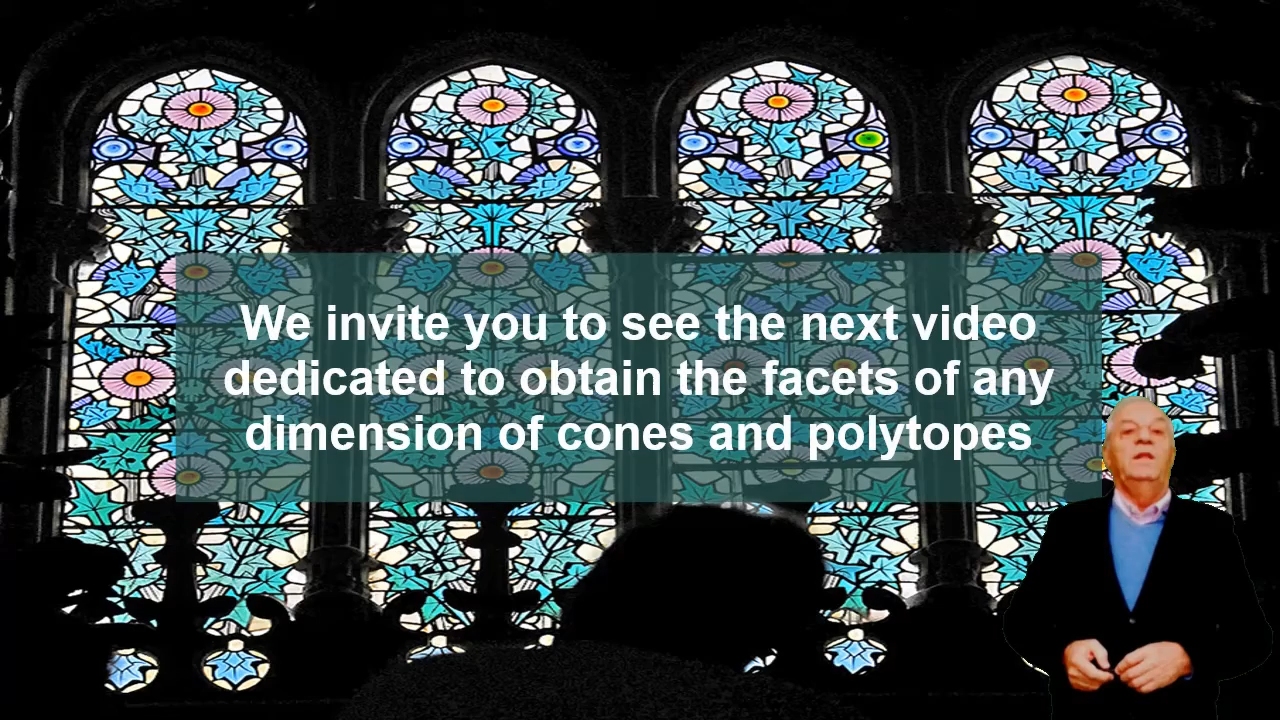 We invite you to see the next video
dedicated to obtain the facets of any
dimension of cones and polytopes